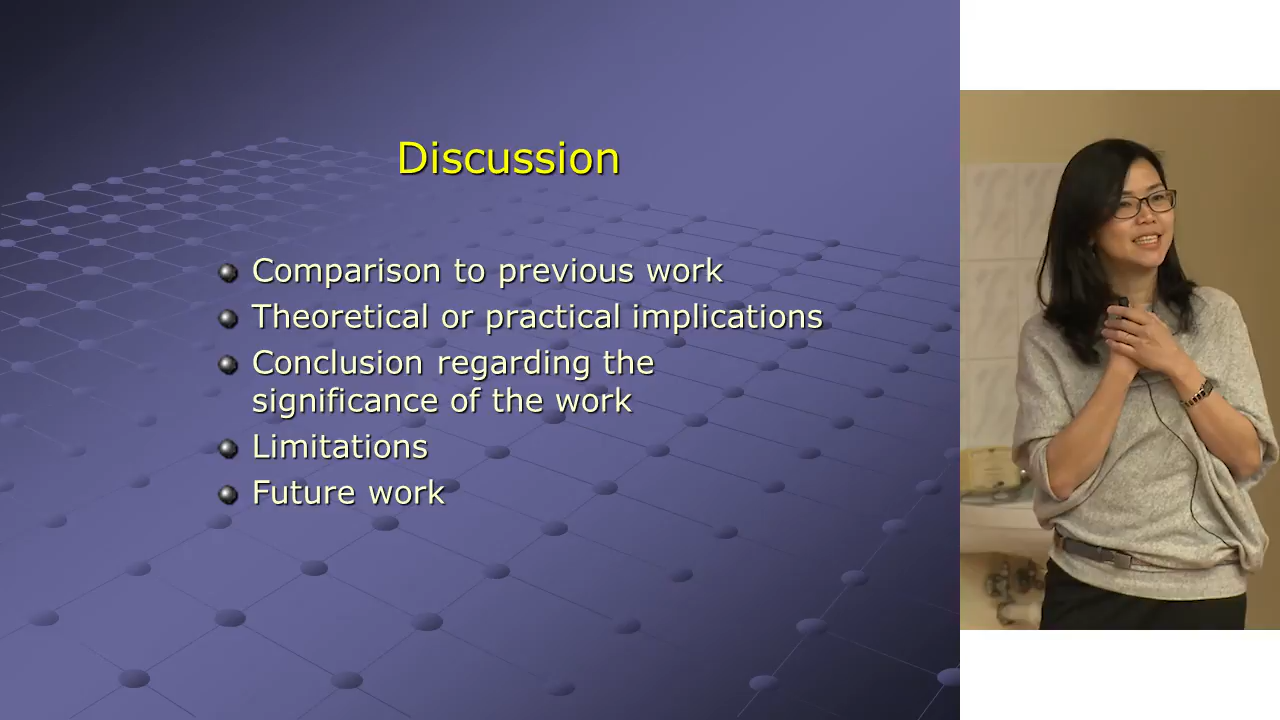 Discussion
Comparison to previous work
Theoretical or practical implications
Conclusion regarding the
significance of the work
Limitations
Future work